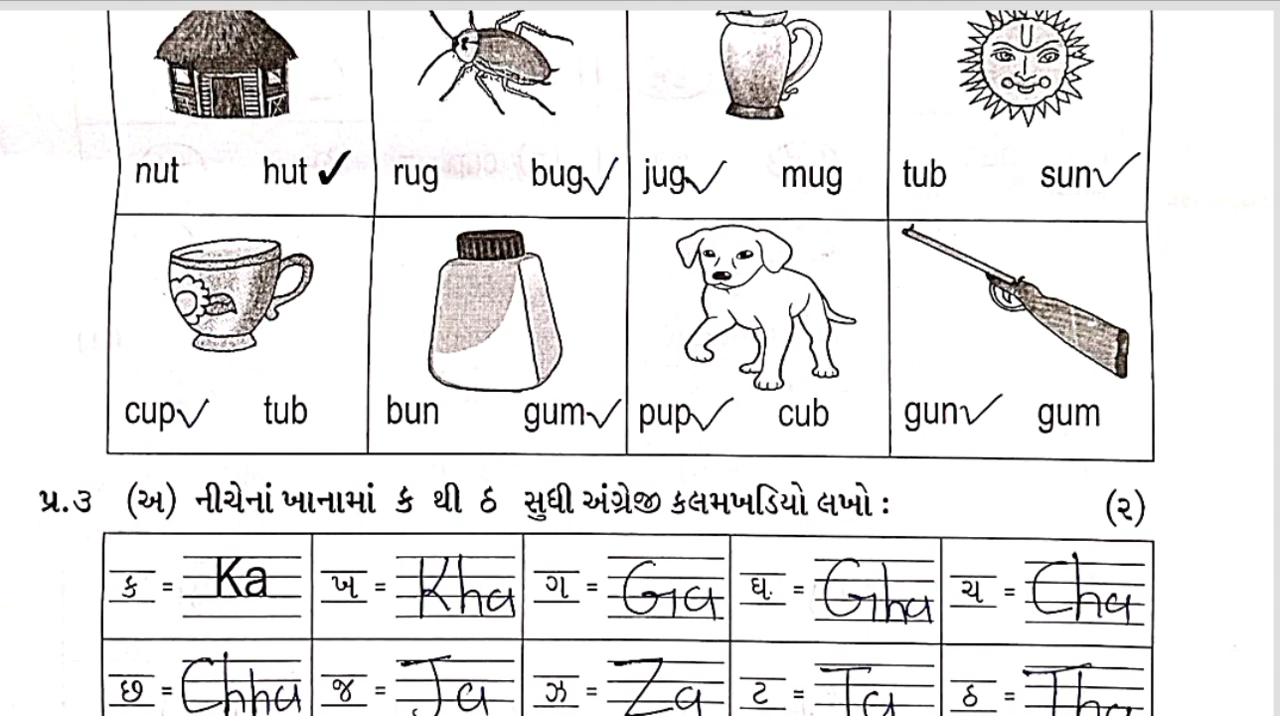 nut hut ✓ rug bug ✓ jug ✓ mug tub sun ✓
cup ✓ tub bun gum ✓ pup ✓ cub gun ✓ gum
પ્ર.૩ (અ) નીચેનાં ખાનામાં ક થી ઠ સુધી અંગ્રેજી કલમખડિયો લખો : (૨)
ક = Ka ખ = Kha ગ = Ga ઘ = Gha ચ = Cha
છ = Chha જ = Ja ઝ = Za ટ = Ta ઠ = Tha